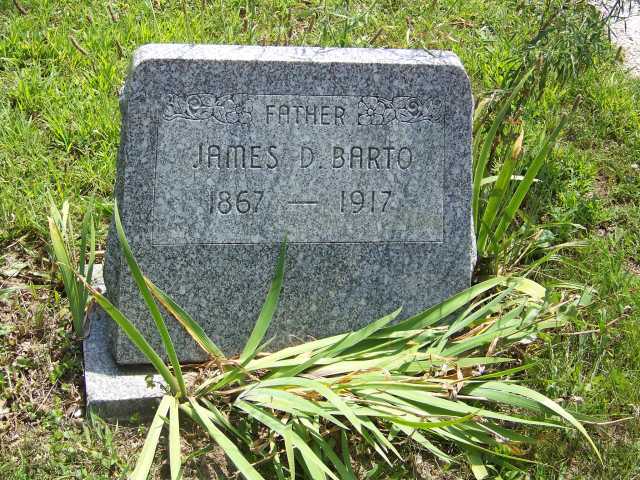 FATHER
JAMES D. BARTO
1867 — 1917